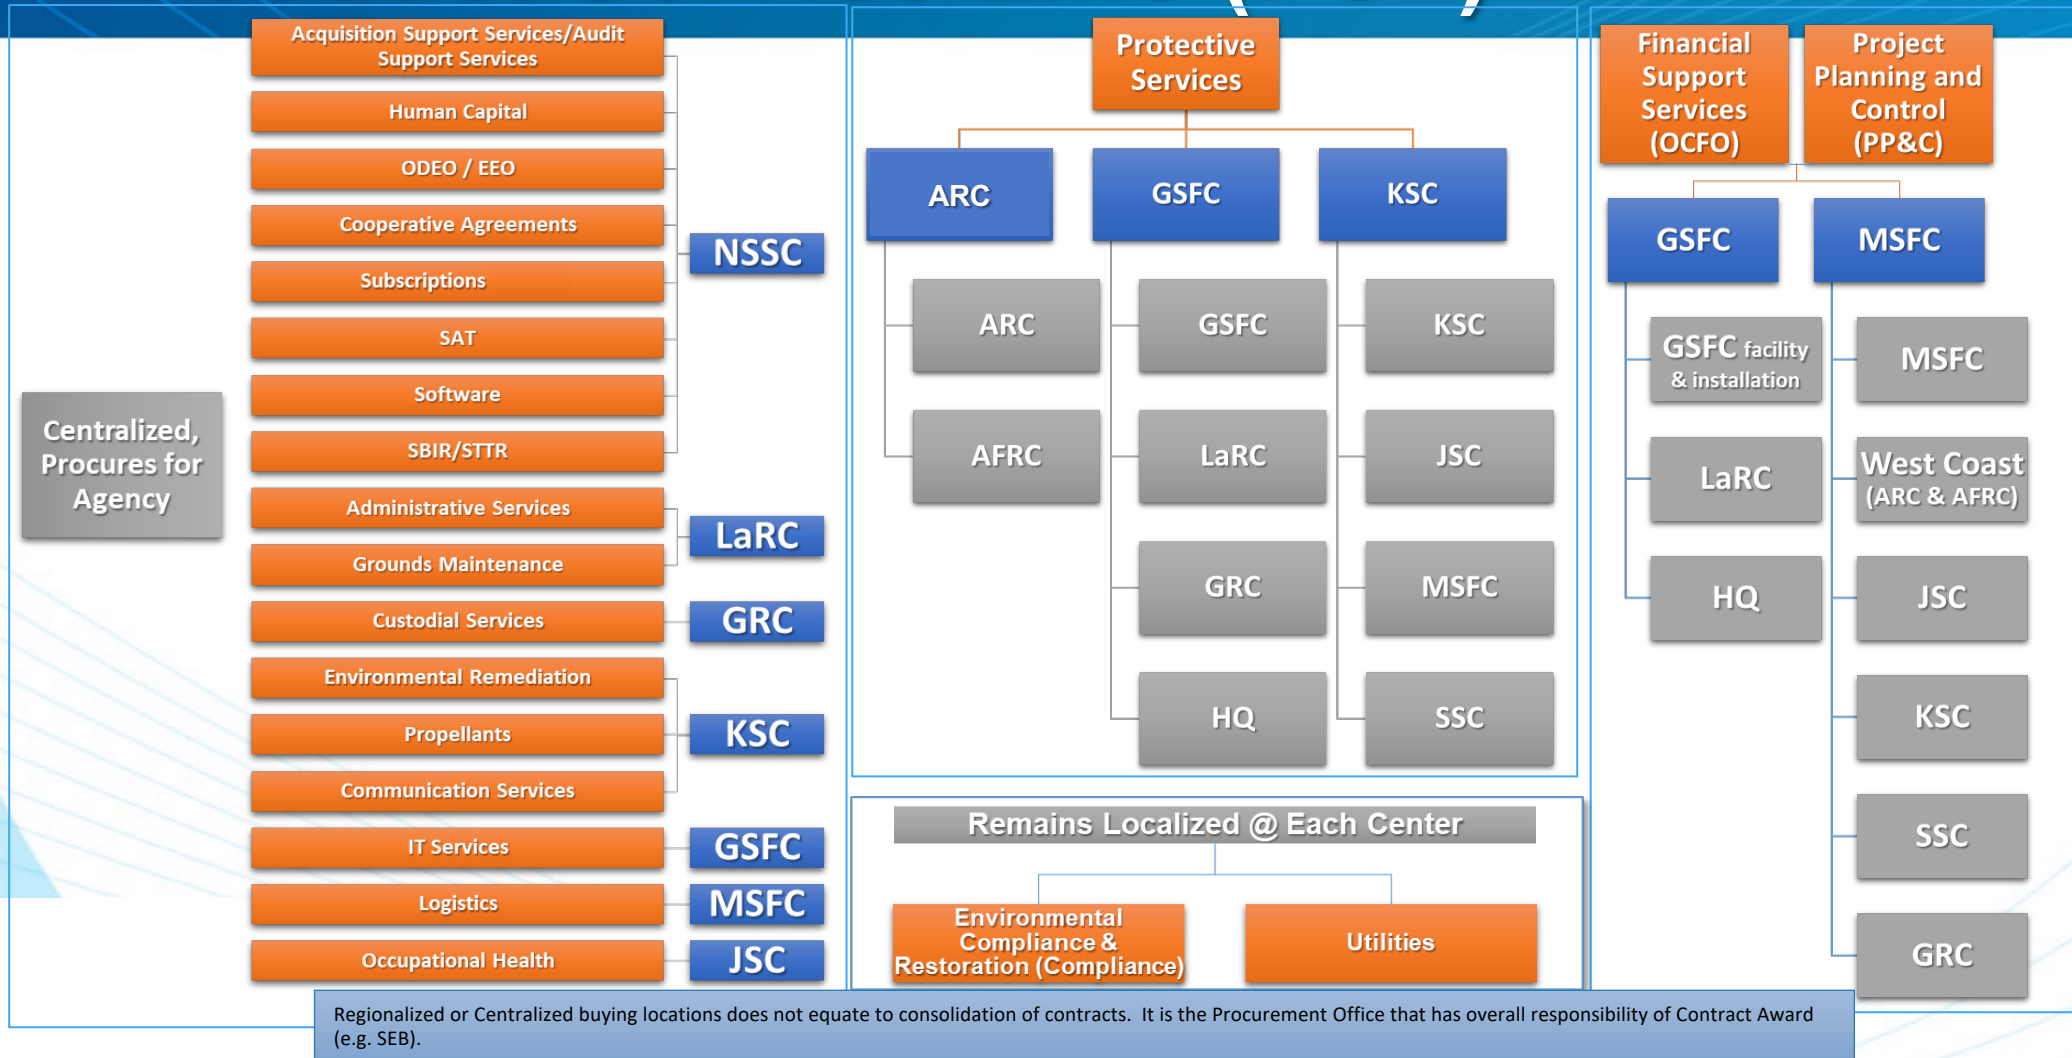 Acquisition Support Services/Audit
Support Services
Human Capital
ODEO / EEO
Cooperative Agreements
Subscriptions
SAT
Software
SBIR/STTR
NSSC
Centralized,
Procures for
Agency
Administrative Services
Grounds Maintenance
LaRC
Custodial Services
GRC
Environmental Remediation
Propellants
Communication Services
KSC
IT Services
GSFC
Logistics
MSFC
Occupational Health
JSC
Protective
Services
ARC
GSFC
KSC
ARC
GSFC
KSC
AFRC
LaRC
JSC
GRC
MSFC
HQ
SSC
Remains Localized @ Each Center
Environmental
Compliance &
Restoration (Compliance)
Utilities
Financial
Support
Services
(OCFO)
Project
Planning and
Control
(PP&C)
GSFC
MSFC
GSFC facility
& installation
LaRC
HQ
MSFC
West Coast
(ARC & AFRC)
JSC
KSC
SSC
GRC
Regionalized or Centralized buying locations does not equate to consolidation of contracts. It is the Procurement Office that has overall responsibility of Contract Award
(e.g. SEB).